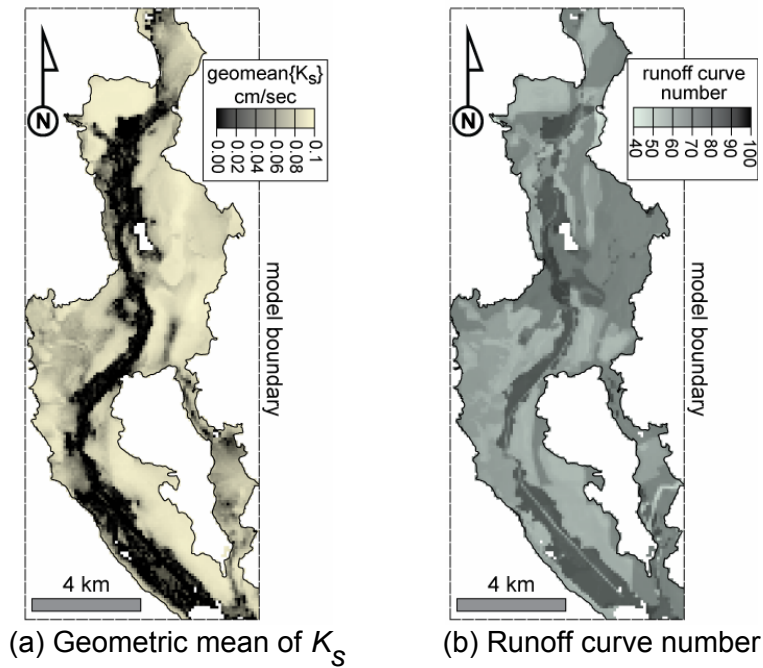 geomean{Ks}
cm/sec
0.00
0.02
0.04
0.06
0.08
0.1
N
model boundary
4 km
(a) Geometric mean of Ks
runoff curve
number
40
50
60
70
80
90
100
N
model boundary
4 km
(b) Runoff curve number